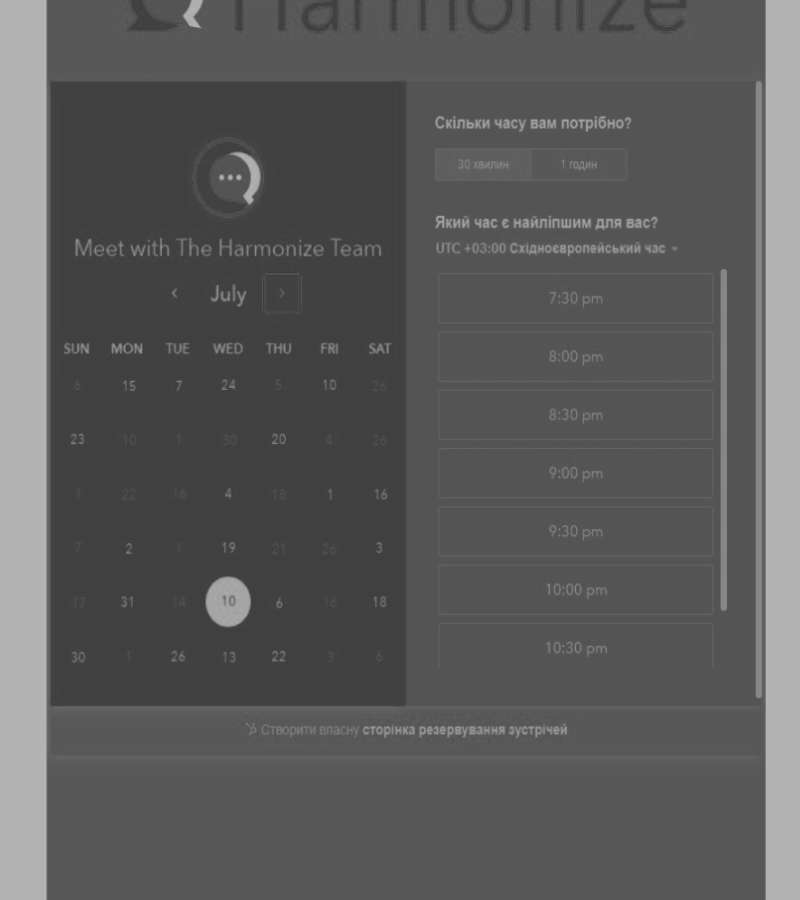 Harmonize
Meet with The Harmonize Team
July
SUN MON TUE WED THU FRI SAT
6 15 7 24 5 10 26
23 10 1 30 20 4 26
1 22 16 4 18 1 16
7 2 1 19 21 26 3
17 31 14 10 6 16 18
30 1 26 13 22 3 6
Скільки часу вам потрібно?
30 хвилин 1 годин
Який час є найліпшим для вас?
UTC +03:00 Східноєвропейський час
7:30 pm
8:00 pm
8:30 pm
9:00 pm
9:30 pm
10:00 pm
10:30 pm
Створити власну сторінка резервування зустрічей